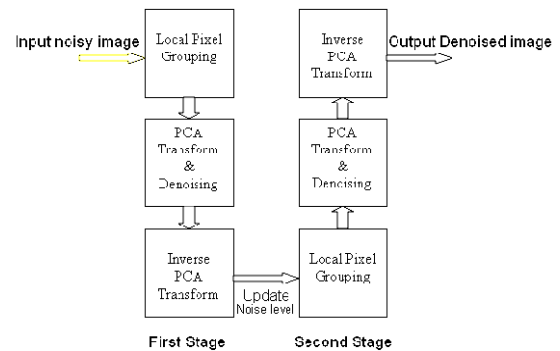 Input noisy image
Local Pixel
Grouping
PCA
Transform
&
Denoising
Inverse
PCA
Transform
Update
Noise level
Local Pixel
Grouping
PCA
Transform
&
Denoising
Inverse
PCA
Transform
Output Denoised image
First Stage
Second Stage